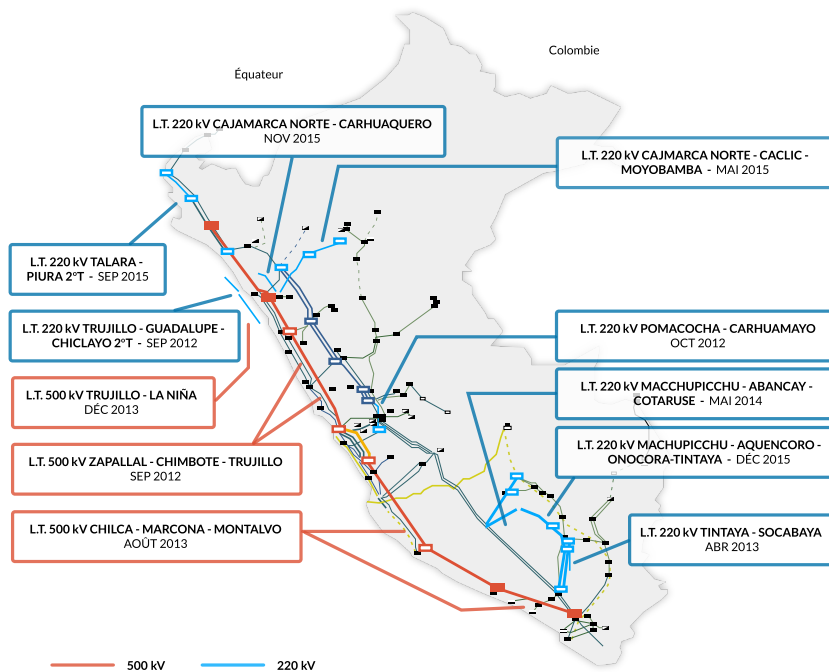 Colombie
Équateur
L.T. 220 kV CAJAMARCA NORTE - CARHUAQUERO
NOV 2015
L.T. 220 kV CAJMARCA NORTE - CACLIC -
MOYOBAMBA - MAI 2015
L.T. 220 kV TALARA -
PIURA 2ºT - SEP 2015
L.T. 220 kV TRUJILLO - GUADALUPE -
CHICLAYO 2ºT - SEP 2012
L.T. 220 kV POMACOCHA - CARHUAMAYO
OCT 2012
L.T. 500 kV TRUJILLO - LA NIÑA
DÉC 2013
L.T. 220 kV MACCHUPICCHU - ABANCAY -
COTARUSE - MAI 2014
L.T. 500 kV ZAPALLAL - CHIMBOTE - TRUJILLO
SEP 2012
L.T. 220 kV MACHUPICCHU - AQUENCORO -
ONOCORA-TINTAYA - DÉC 2015
L.T. 500 kV CHILCA - MARCONA - MONTALVO
AOÛT 2013
L.T. 220 kV TINTAYA - SOCABAYA
ABR 2013
500 kV
220 kV